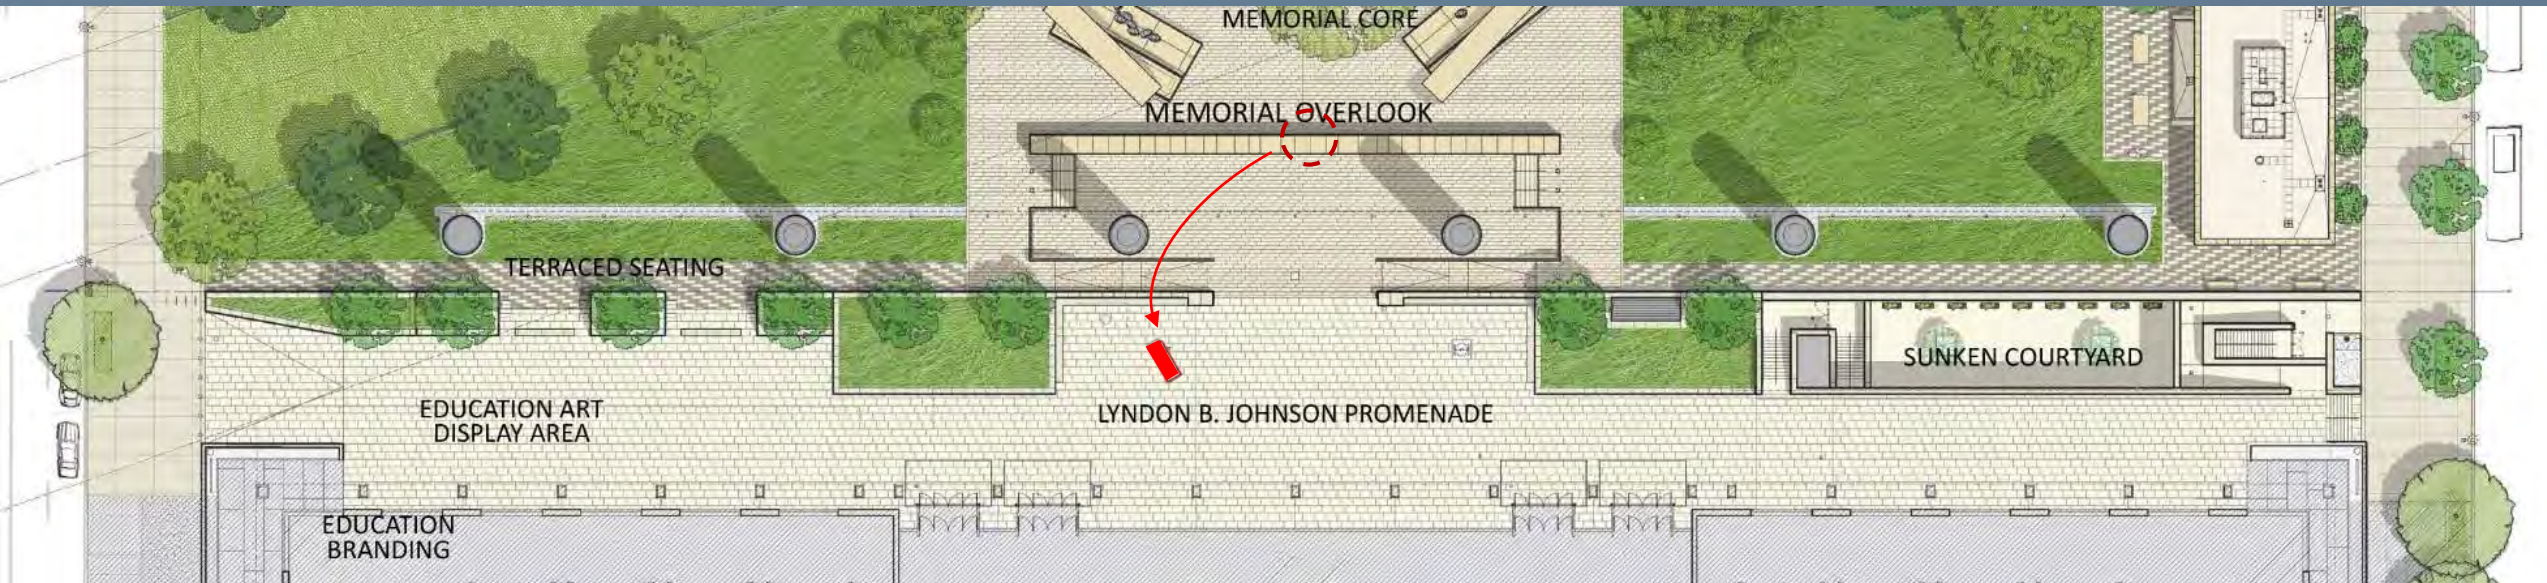 MEMORIAL CORE
MEMORIAL OVERLOOK
TERRACED SEATING
SUNKEN COURTYARD
EDUCATION ART
DISPLAY AREA
LYNDON B. JOHNSON PROMENADE
EDUCATION
BRANDING